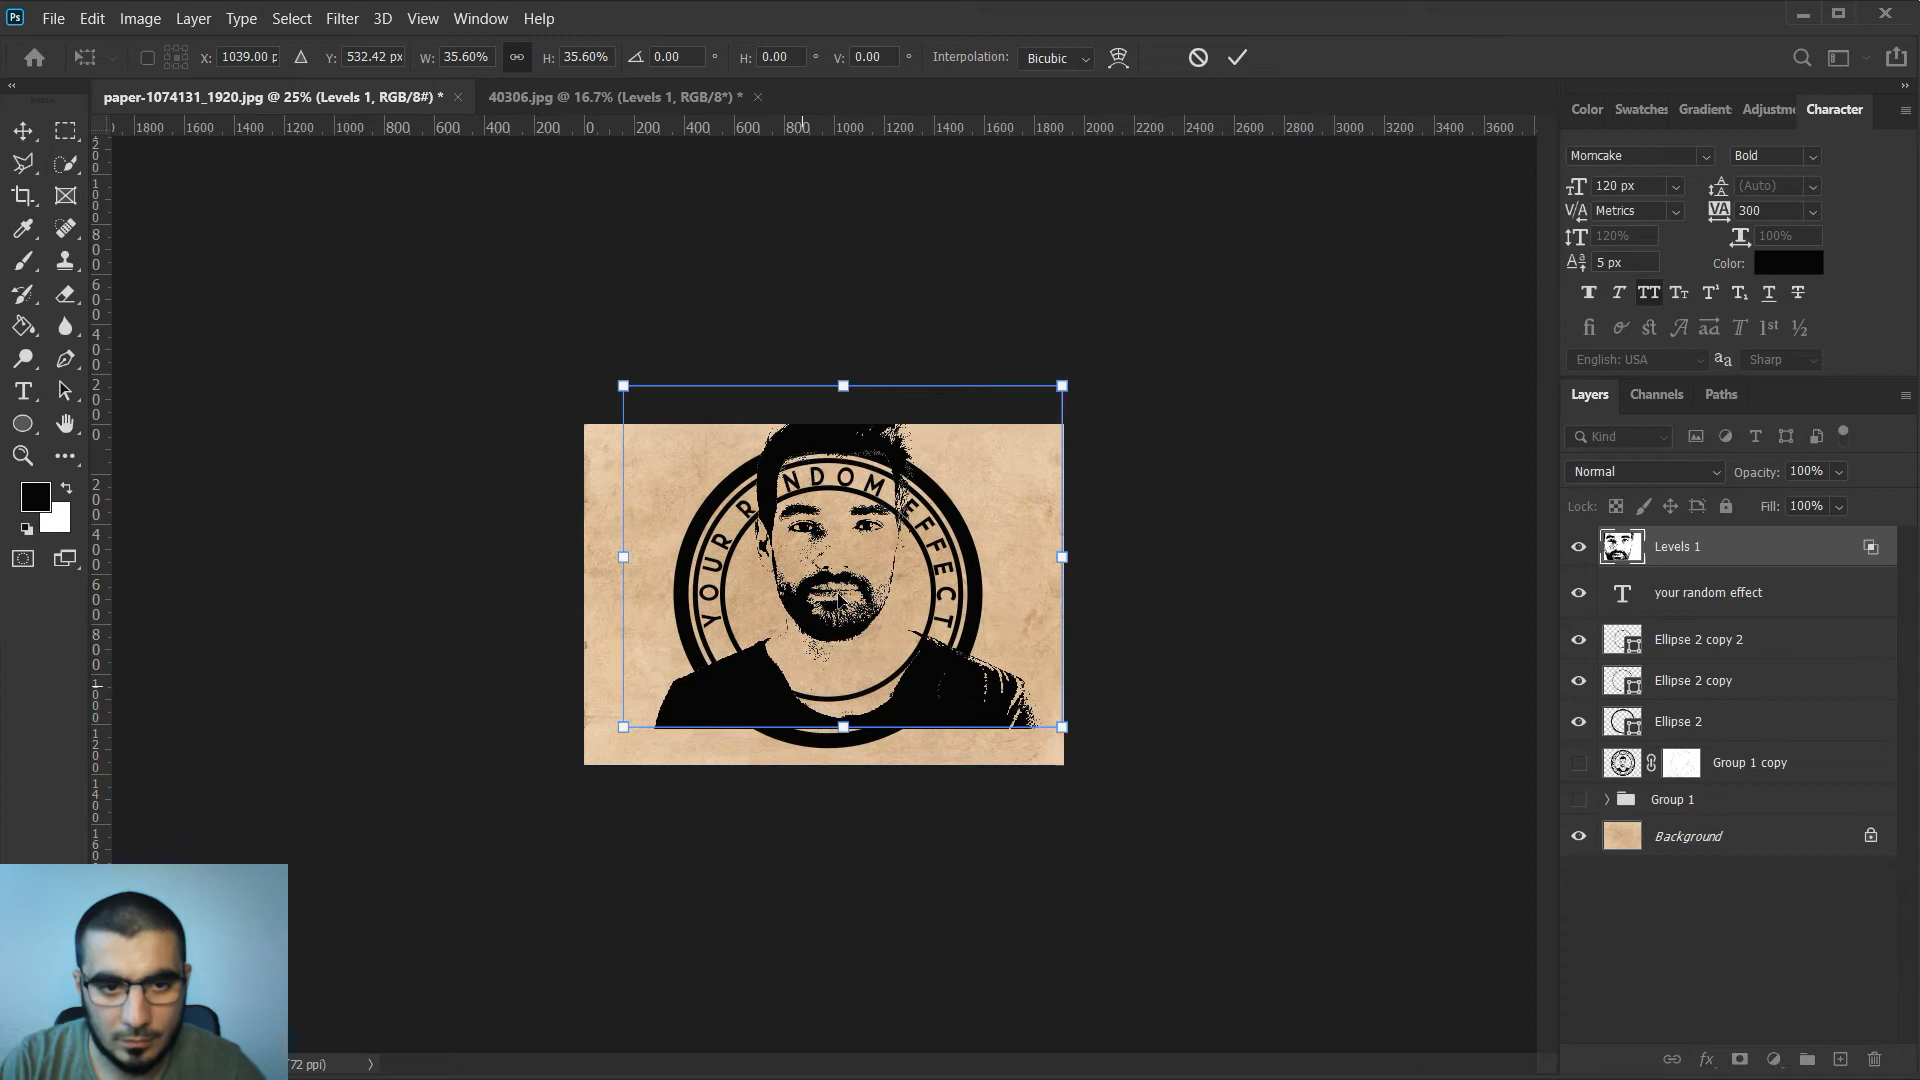 Ps File Edit Image Layer Type Select Filter 3D View Window Help
X: 1039.00 p Y: 532.42 px W: 35.60% H: 35.60% 0.00 ° H: 0.00 ° V: 0.00 ° Interpolation: Bicubic
paper-1074131_1920.jpg @ 25% (Levels 1, RGB/8#) * 40306.jpg @ 16.7% (Levels 1, RGB/8*) *
1800 1600 1400 1200 1000 800 600 400 200 0 200 400 600 800 1000 1200 1400 1600 1800 2000 2200 2400 2600 2800 3000 3200 3400 3600
YOUR R NDOM EFFECT
Color Swatches Gradient Adjustm Character
Momcake Bold
120 px (Auto)
Metrics 300
120% 100%
5 px Color:
English: USA Sharp
Layers Channels Paths
Kind
Normal Opacity: 100%
Lock: Fill: 100%
Levels 1
your random effect
Ellipse 2 copy 2
Ellipse 2 copy
Ellipse 2
Group 1 copy
Group 1
Background
(72 ppi)